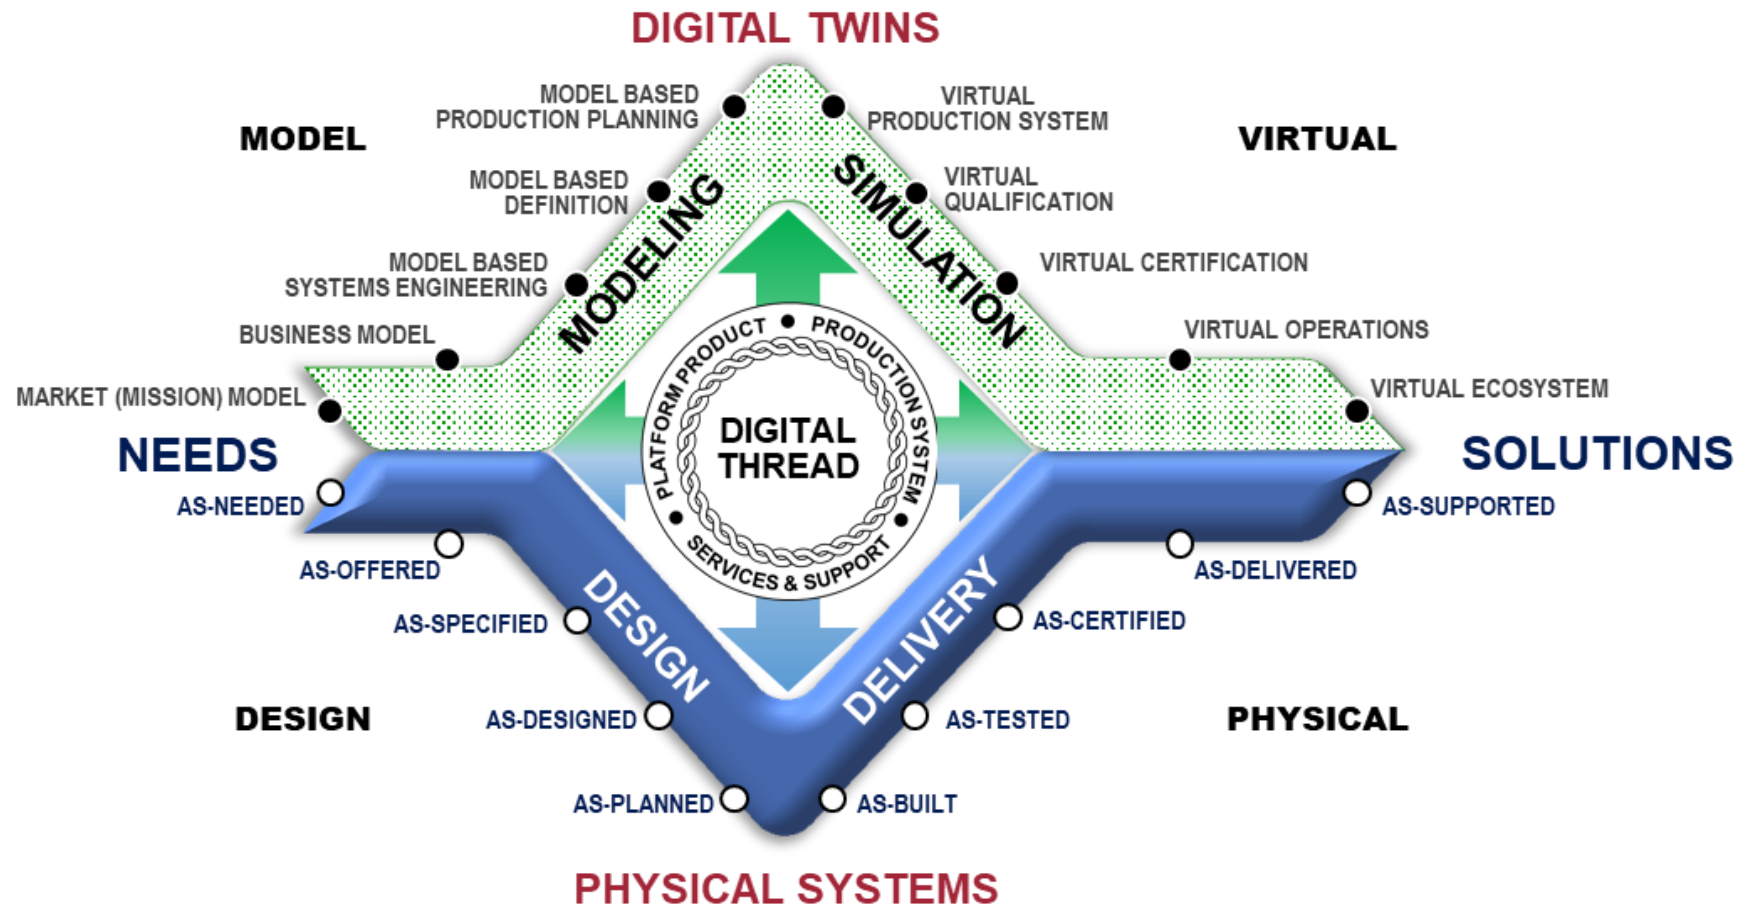 DIGITAL TWINS
MODEL
VIRTUAL
MODEL BASED
PRODUCTION PLANNING
MODEL BASED
DEFINITION
MODEL BASED
SYSTEMS ENGINEERING
BUSINESS MODEL
MARKET (MISSION) MODEL
MODELING
SIMULATION
VIRTUAL
PRODUCTION SYSTEM
VIRTUAL
QUALIFICATION
VIRTUAL CERTIFICATION
VIRTUAL OPERATIONS
VIRTUAL ECOSYSTEM
NEEDS
SOLUTIONS
PLATFORM PRODUCT
PRODUCTION SYSTEM
SERVICES & SUPPORT
DIGITAL
THREAD
AS-NEEDED
AS-OFFERED
AS-SPECIFIED
AS-DESIGNED
AS-PLANNED
DESIGN
DELIVERY
AS-SUPPORTED
AS-DELIVERED
AS-CERTIFIED
AS-TESTED
AS-BUILT
DESIGN
PHYSICAL
PHYSICAL SYSTEMS